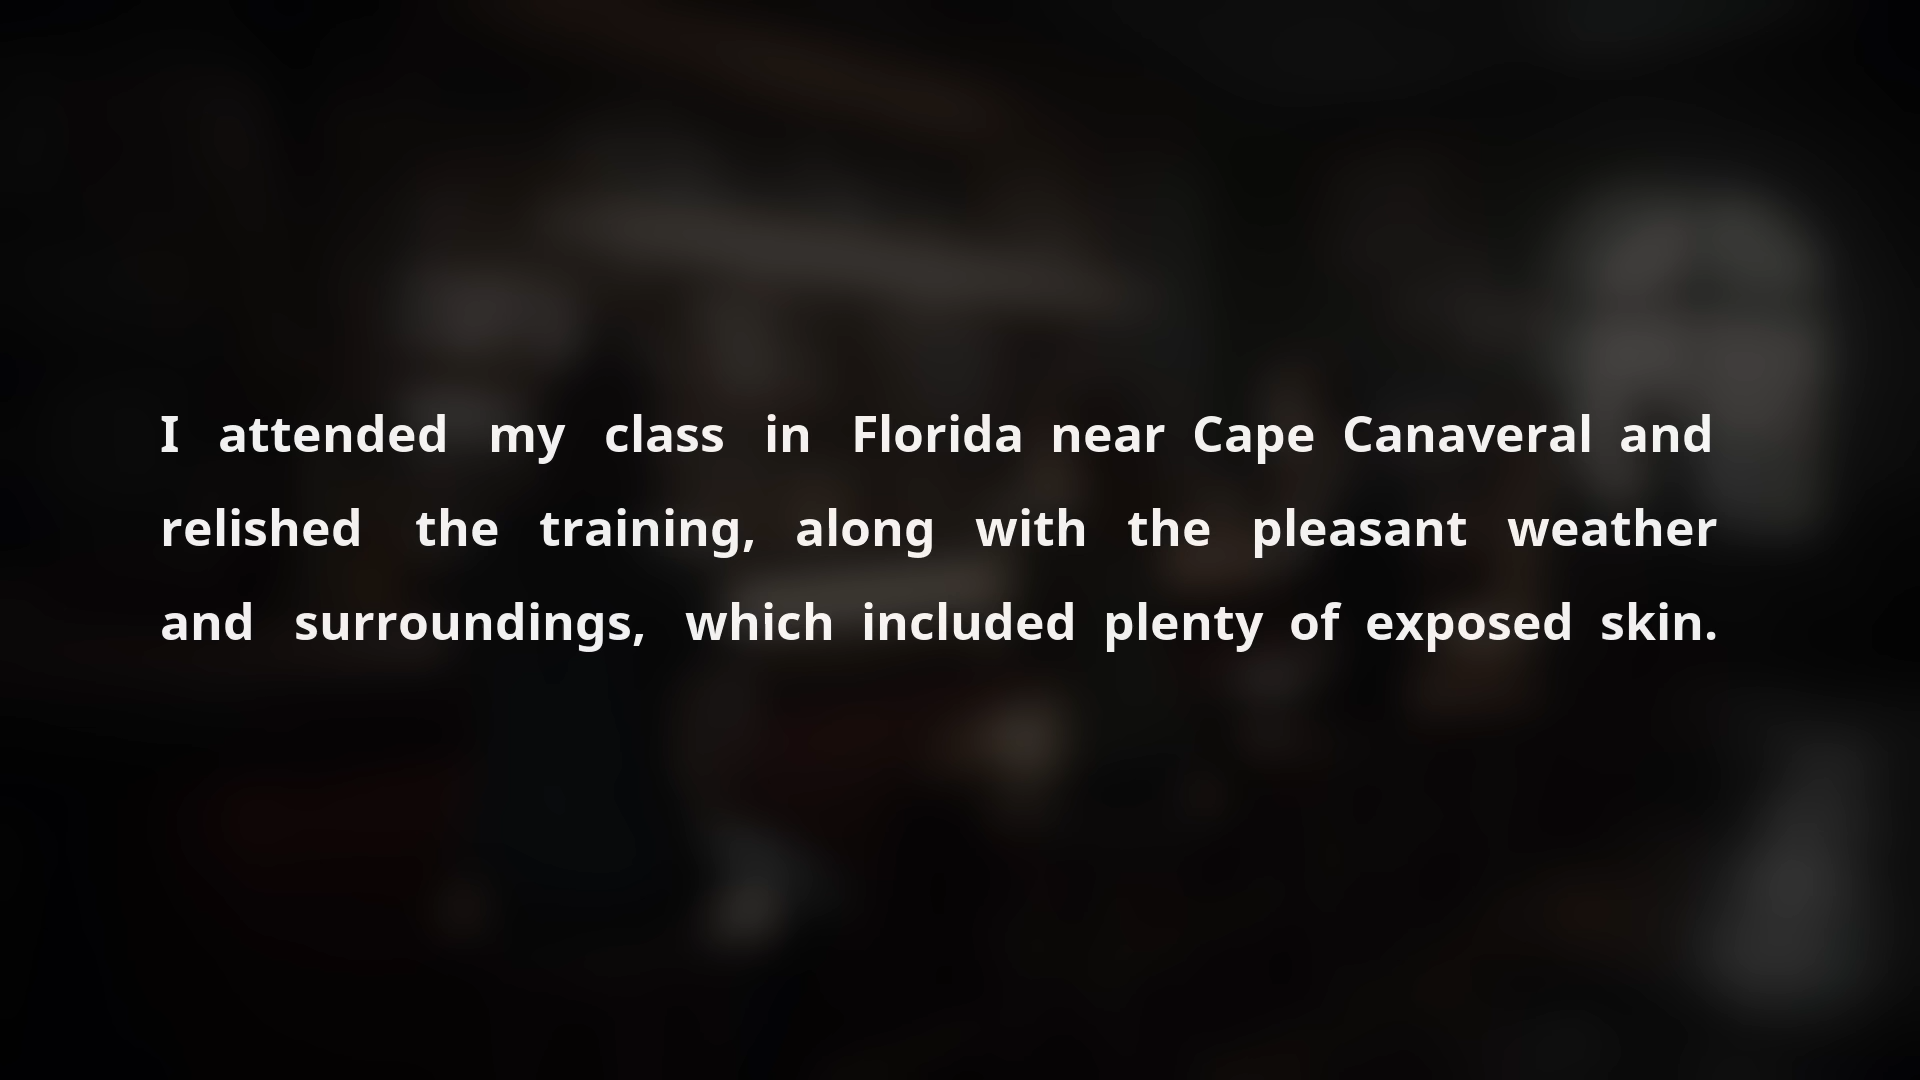 I attended my class in Florida near Cape Canaveral and
relished the training, along with the pleasant weather
and surroundings, which included plenty of exposed skin.